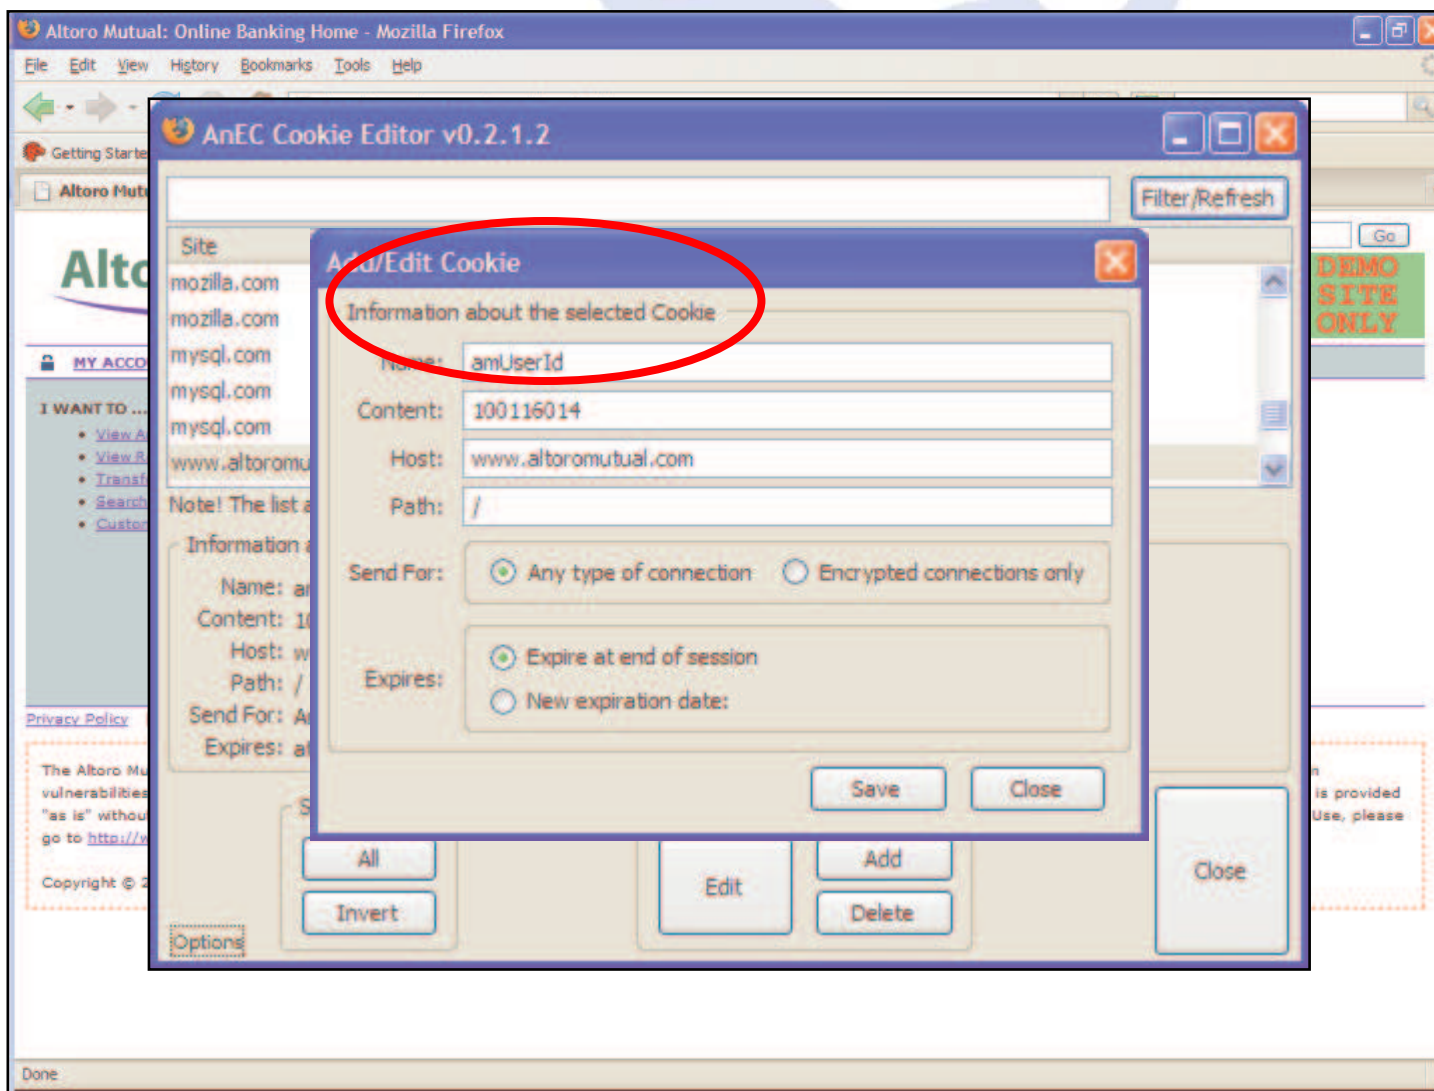 Altoro Mutual: Online Banking Home - Mozilla Firefox
File Edit View History Bookmarks Tools Help
Getting Starte
Altoro Mutu
AnEC Cookie Editor v0.2.1.2
Filter/Refresh
Go
Alto
DEMO
SITE
ONLY
Site
mozilla.com
mozilla.com
mysql.com
mysql.com
mysql.com
www.altoromu
Note! The list a
MY ACCO
I WANT TO ...
View A
View R
Transf
Search
Custom
Add/Edit Cookie
Information about the selected Cookie
Name: amUserId
Content: 100116014
Host: www.altoromutual.com
Path: /
Send For: Any type of connection Encrypted connections only
Expires: Expire at end of session
New expiration date:
Save Close
Information a
Name: am
Content: 10
Host: w
Path: /
Send For: A
Expires: at
S
All
Invert
Edit
Add
Delete
Close
Options
Privacy Policy
The Altoro Mu
vulnerabilities
is provided
"as is" withou
Use, please
go to http://w
Copyright © 2
Done